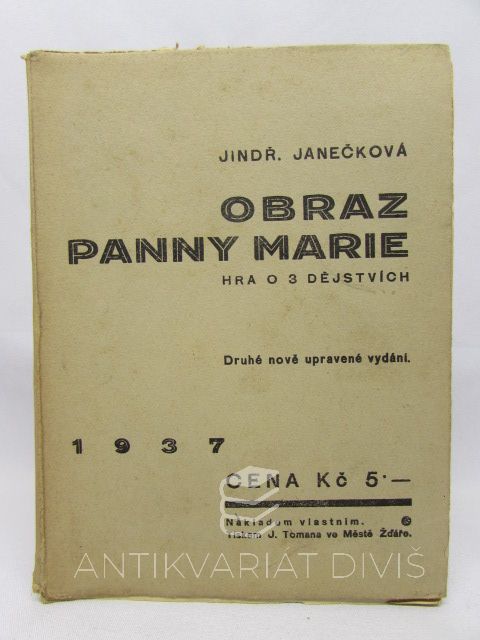 JINDŘ. JANEČKOVÁ
OBRAZ
PANNY MARIE
HRA O 3 DĚJSTVÍCH
Druhé nově upravené vydání.
1937
CENA Kč 5·—
Nákladem vlastním.
Tiskem J. Tomana ve Městě Žďáře.
ANTIKVARIÁT DIVIŠ